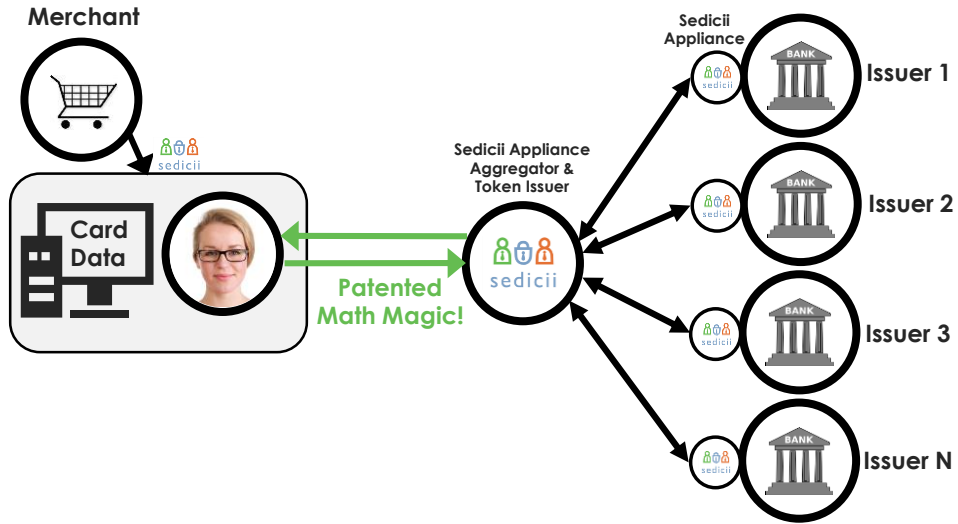 Merchant
sedicii
Card
Data
Patented
Math Magic!
Sedicii Appliance
Aggregator &
Token Issuer
sedicii
Sedicii
Appliance
sedicii
BANK
Issuer 1
sedicii
BANK
Issuer 2
sedicii
BANK
Issuer 3
sedicii
BANK
Issuer N